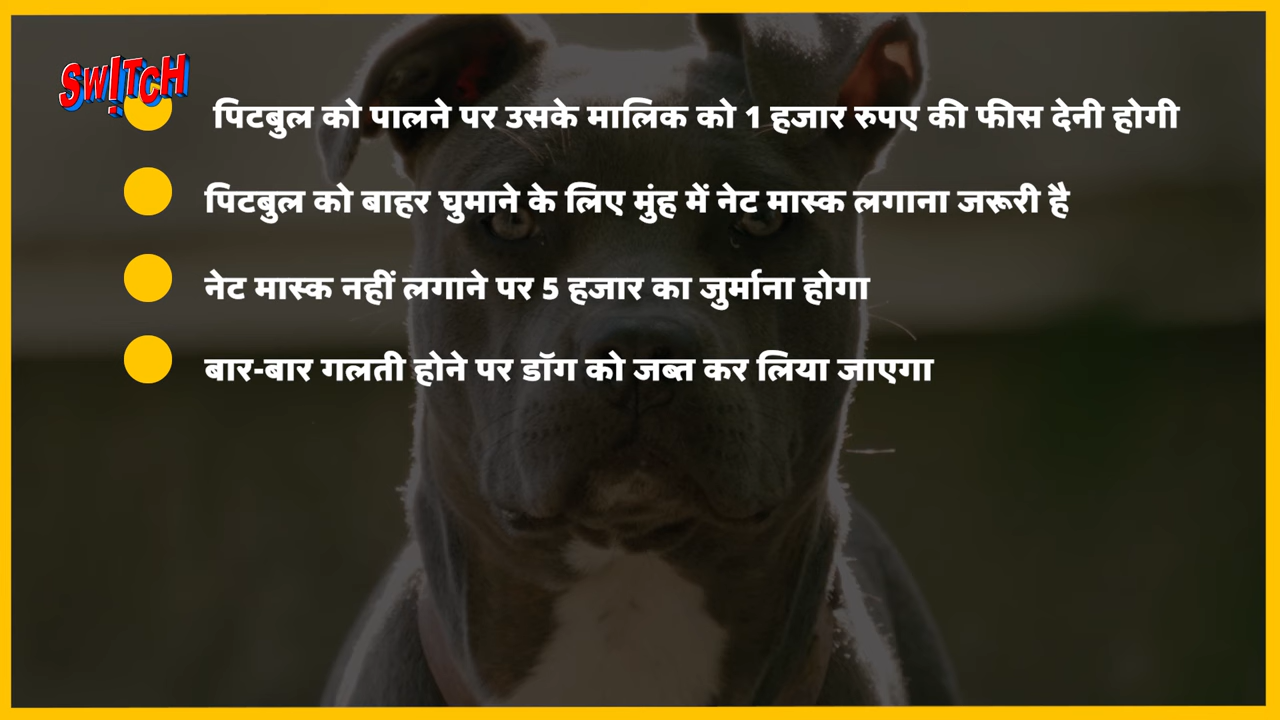 SWITCH
पिटबुल को पालने पर उसके मालिक को 1 हजार रुपए की फीस देनी होगी
पिटबुल को बाहर घुमाने के लिए मुंह में नेट मास्क लगाना जरूरी है
नेट मास्क नहीं लगाने पर 5 हजार का जुर्माना होगा
बार-बार गलती होने पर डॉग को जब्त कर लिया जाएगा